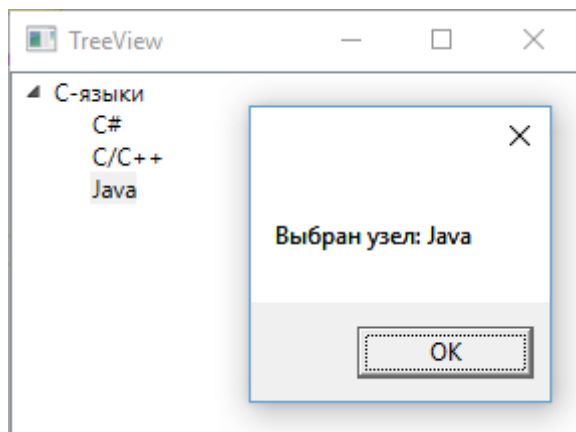 TreeView
С-языки
C#
C/C++
Java
Выбран узел: Java
OK